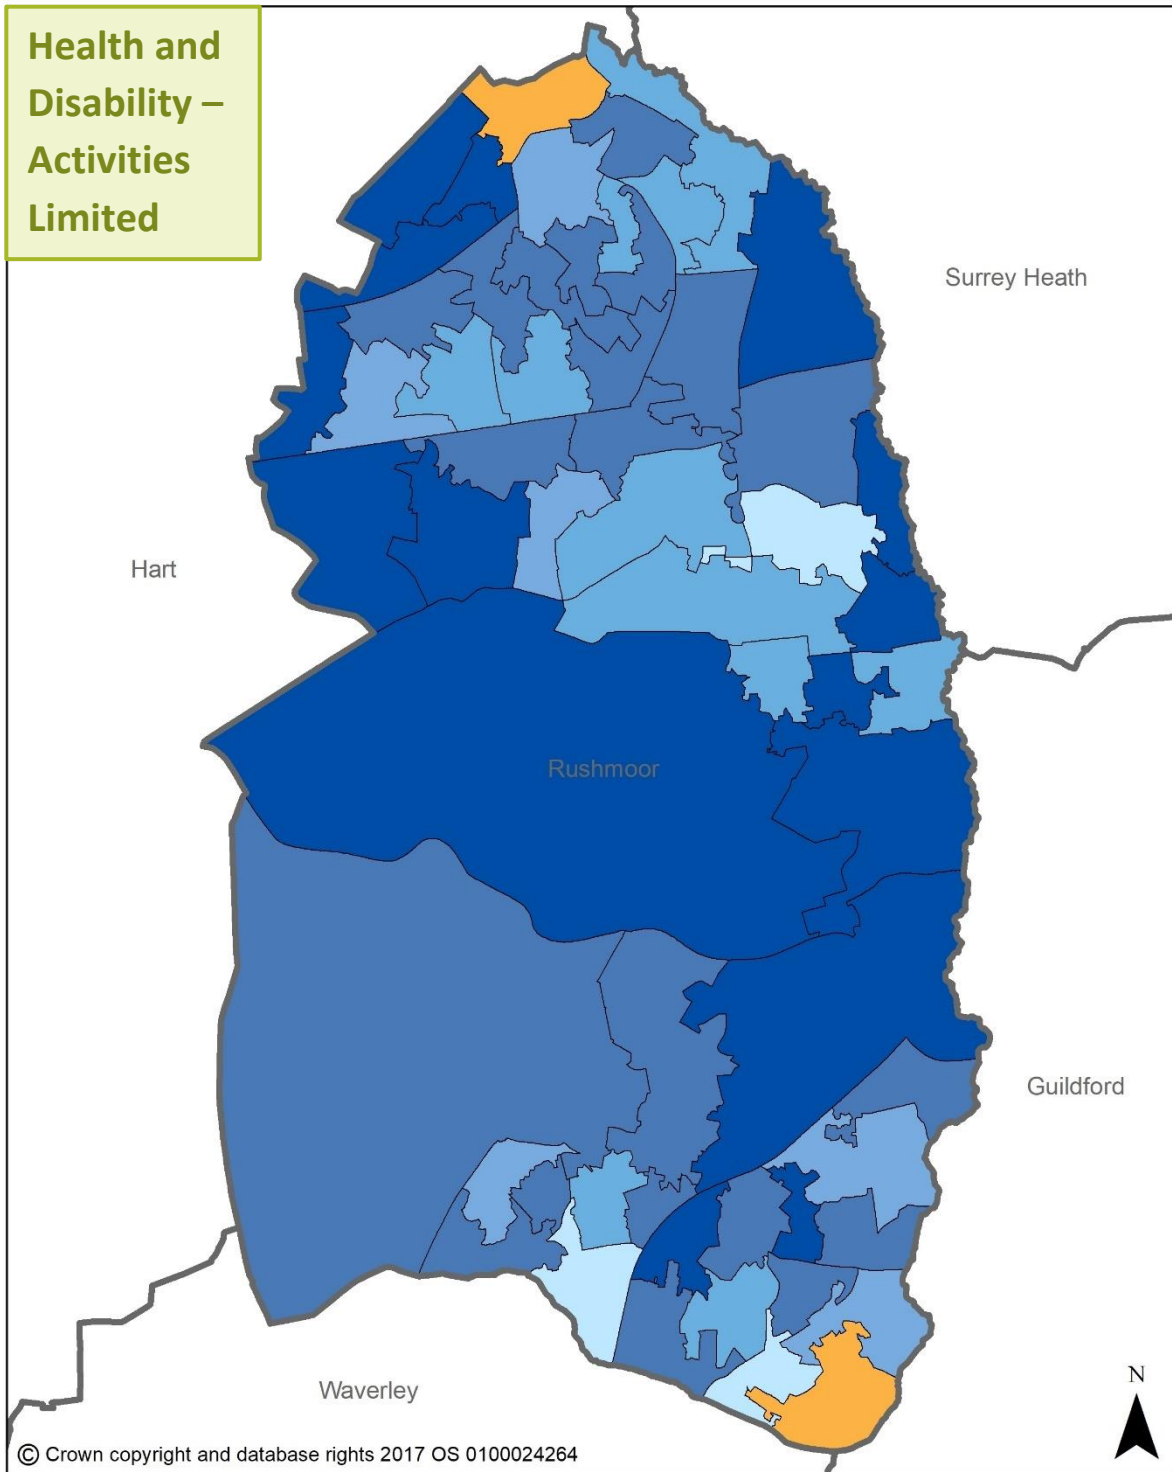 Health and
Disability –
Activities
Limited
Surrey Heath
Hart
Rushmoor
Guildford
Waverley
N
© Crown copyright and database rights 2017 OS 0100024264